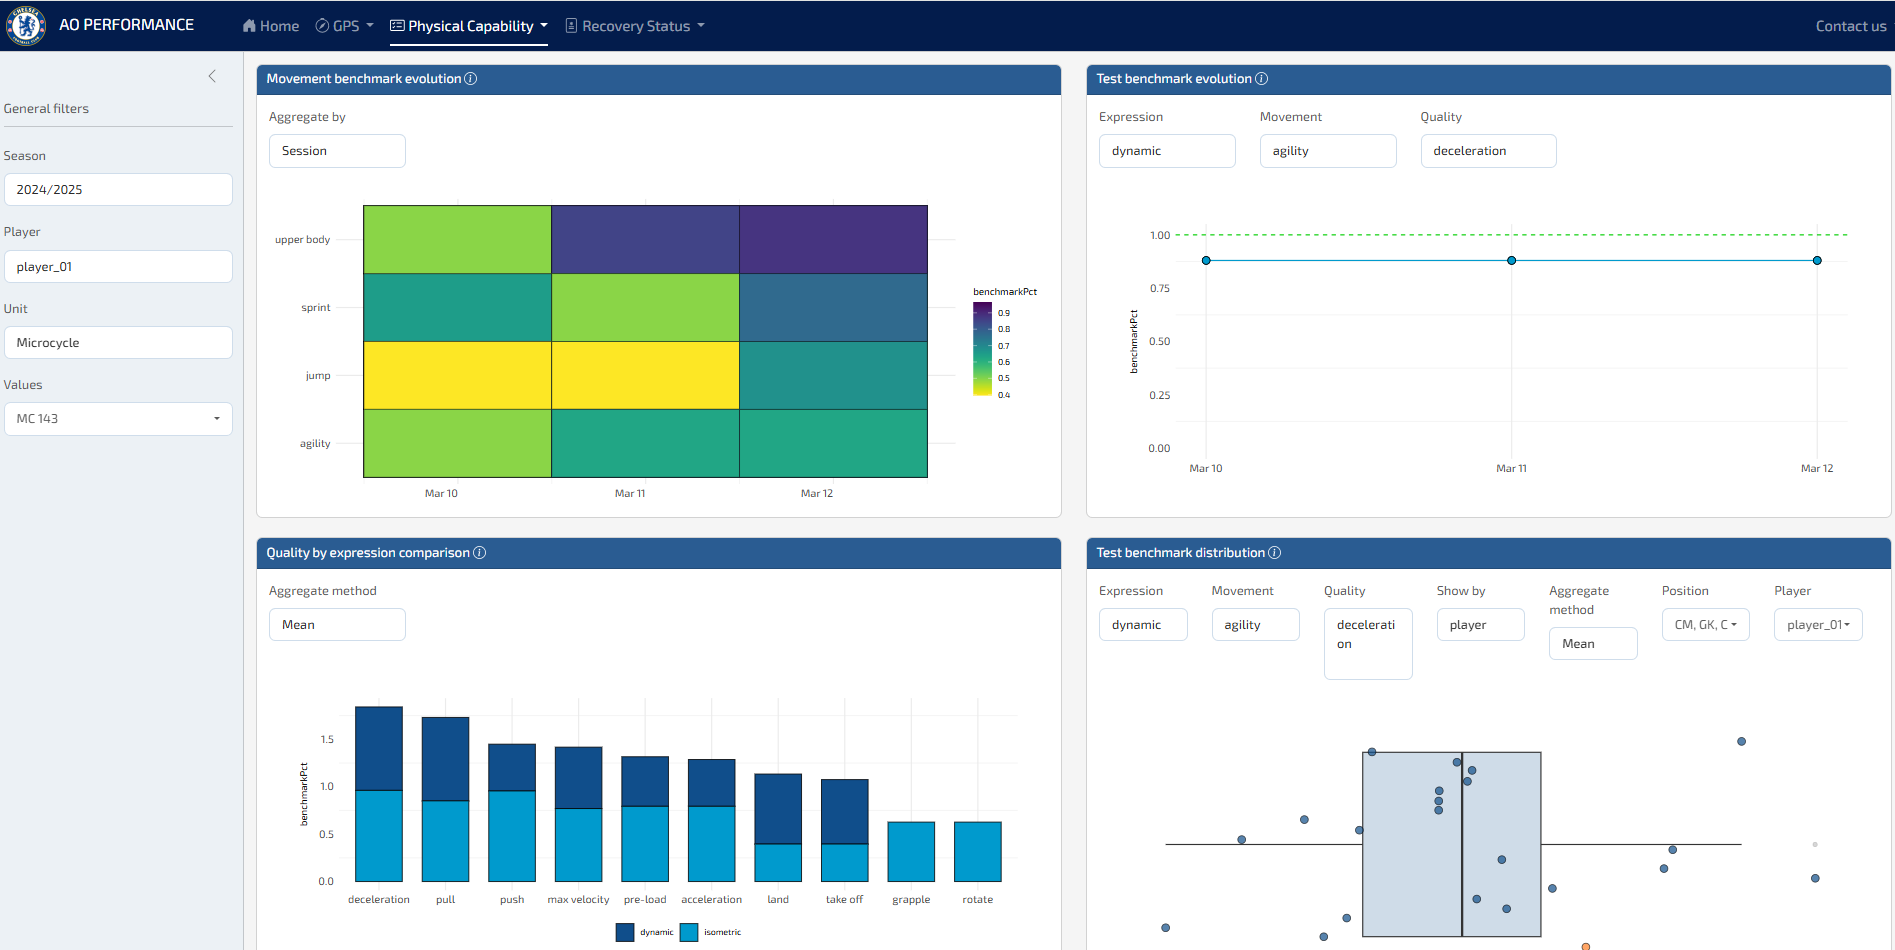 CHELSEA
AO PERFORMANCE
Home
GPS
Physical Capability
Recovery Status
Contact us
General filters
Season
2024/2025
Player
player_01
Unit
Microcycle
Values
MC 143
Movement benchmark evolution
Aggregate by
Session
upper body
sprint
jump
agility
Mar 10
Mar 11
Mar 12
benchmarkPct
0.9
0.8
0.7
0.6
0.5
0.4
Test benchmark evolution
Expression
Movement
Quality
dynamic
agility
deceleration
benchmarkPct
1.00
0.75
0.50
0.25
0.00
Mar 10
Mar 11
Mar 12
Quality by expression comparison
Aggregate method
Mean
benchmarkPct
1.5
1.0
0.5
0.0
deceleration
pull
push
max velocity
pre-load
acceleration
land
take off
grapple
rotate
dynamic
isometric
Test benchmark distribution
Expression
dynamic
Movement
agility
Quality
decelerati
on
Show by
player
Aggregate
method
Mean
Position
CM, GK, C
Player
player_01